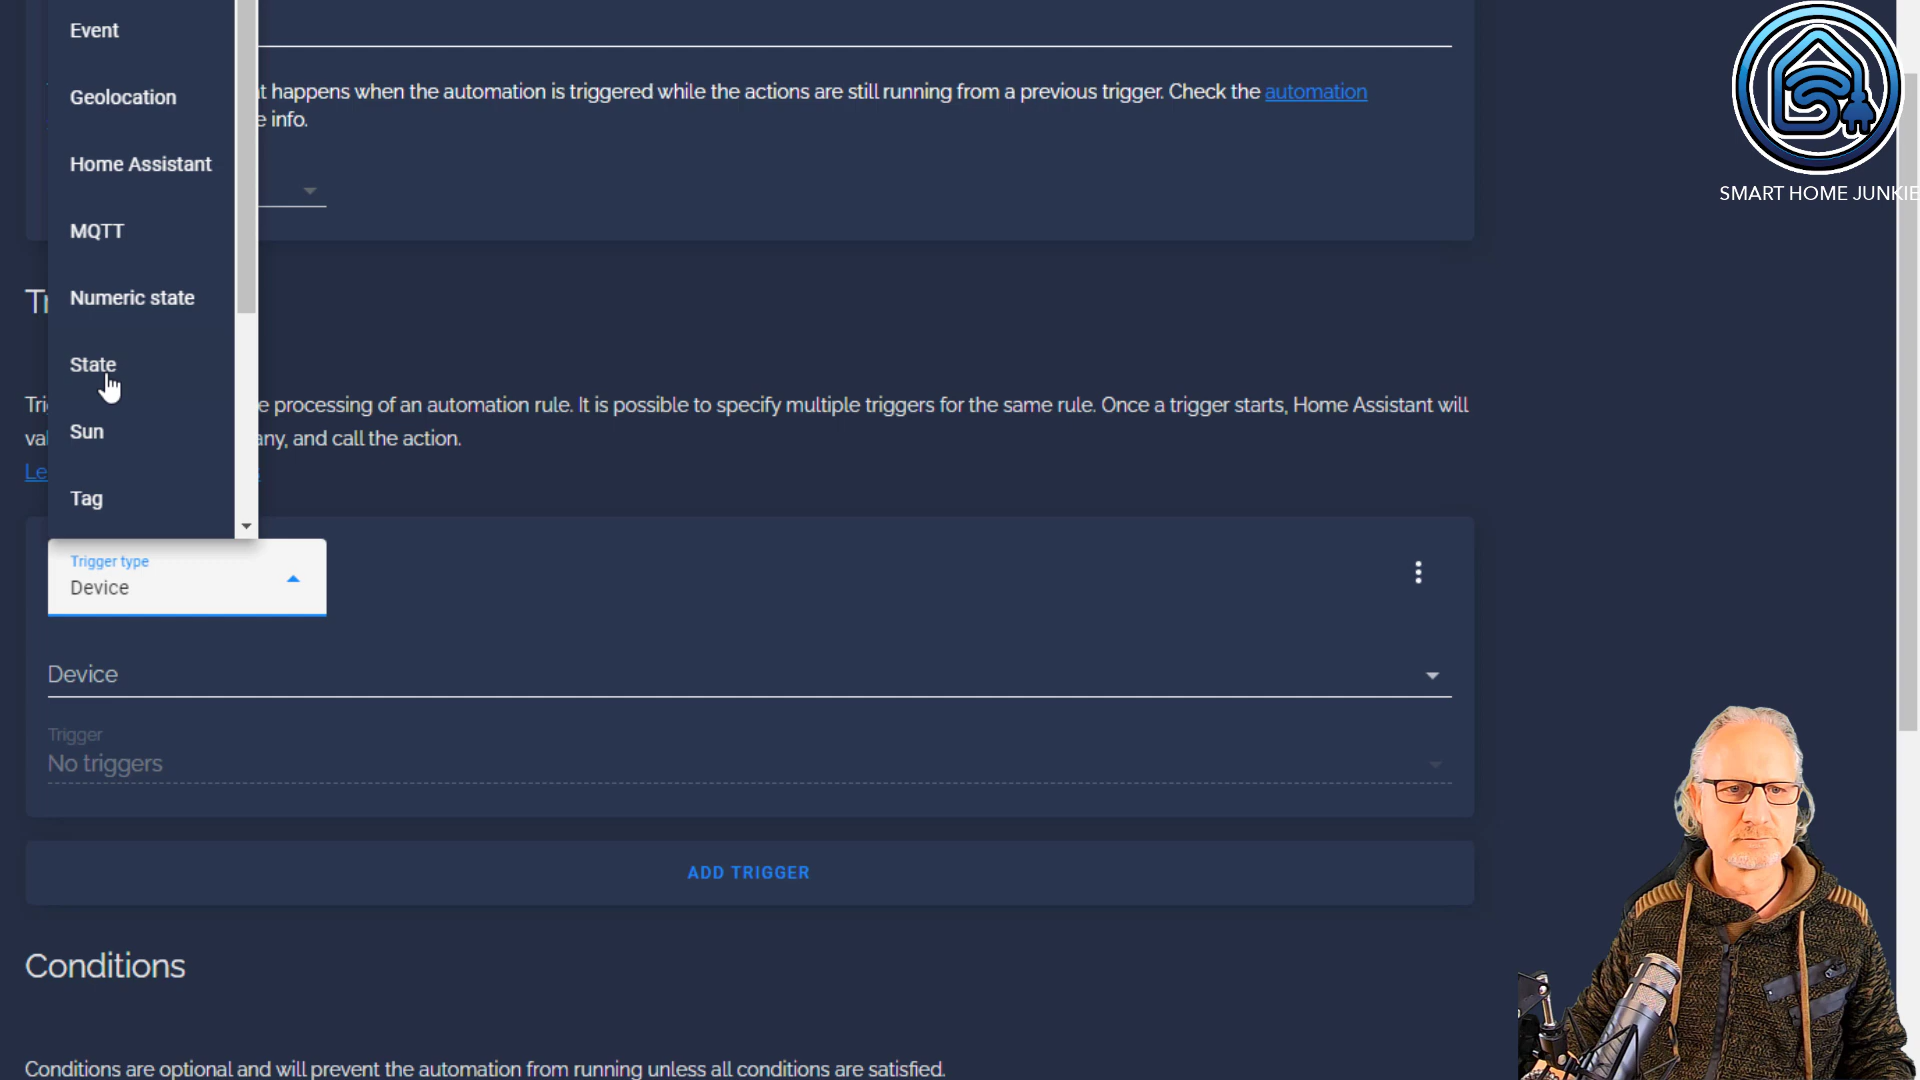 Event
Geolocation
t happens when the automation is triggered while the actions are still running from a previous trigger. Check the automation
e info.
Home Assistant
MQTT
Numeric state
Tr
State
Tri
e processing of an automation rule. It is possible to specify multiple triggers for the same rule. Once a trigger starts, Home Assistant will
Sun
val
any, and call the action.
Le
Tag
Trigger type
Device
Device
Trigger
No triggers
ADD TRIGGER
Conditions
Conditions are optional and will prevent the automation from running unless all conditions are satisfied.
SMART HOME JUNKIE